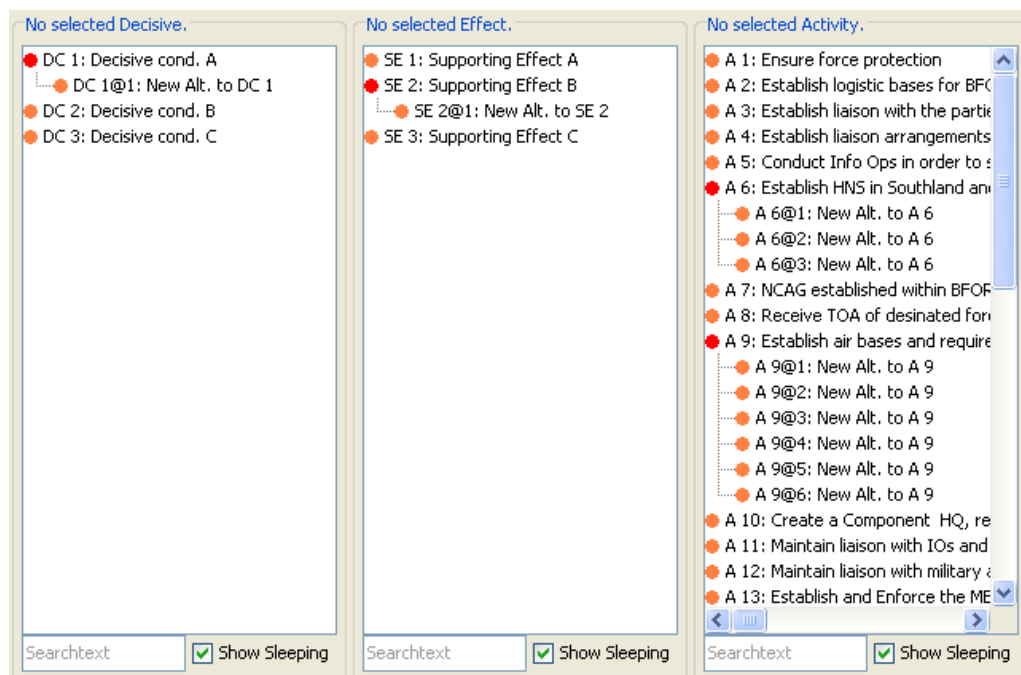 No selected Decisive.
DC 1: Decisive cond. A
DC 1@1: New Alt. to DC 1
DC 2: Decisive cond. B
DC 3: Decisive cond. C
Searchtext
Show Sleeping
No selected Effect.
SE 1: Supporting Effect A
SE 2: Supporting Effect B
SE 2@1: New Alt. to SE 2
SE 3: Supporting Effect C
Searchtext
Show Sleeping
No selected Activity.
A 1: Ensure force protection
A 2: Establish logistic bases for BFO
A 3: Establish liaison with the partie
A 4: Establish liaison arrangements
A 5: Conduct Info Ops in order to s
A 6: Establish HNS in Southland and
A 6@1: New Alt. to A 6
A 6@2: New Alt. to A 6
A 6@3: New Alt. to A 6
A 7: NCAG established within BFOR
A 8: Receive TOA of desinated for
A 9: Establish air bases and require
A 9@1: New Alt. to A 9
A 9@2: New Alt. to A 9
A 9@3: New Alt. to A 9
A 9@4: New Alt. to A 9
A 9@5: New Alt. to A 9
A 9@6: New Alt. to A 9
A 10: Create a Component HQ, re
A 11: Maintain liaison with IOs and
A 12: Maintain liaison with military a
A 13: Establish and Enforce the ME
Searchtext
Show Sleeping